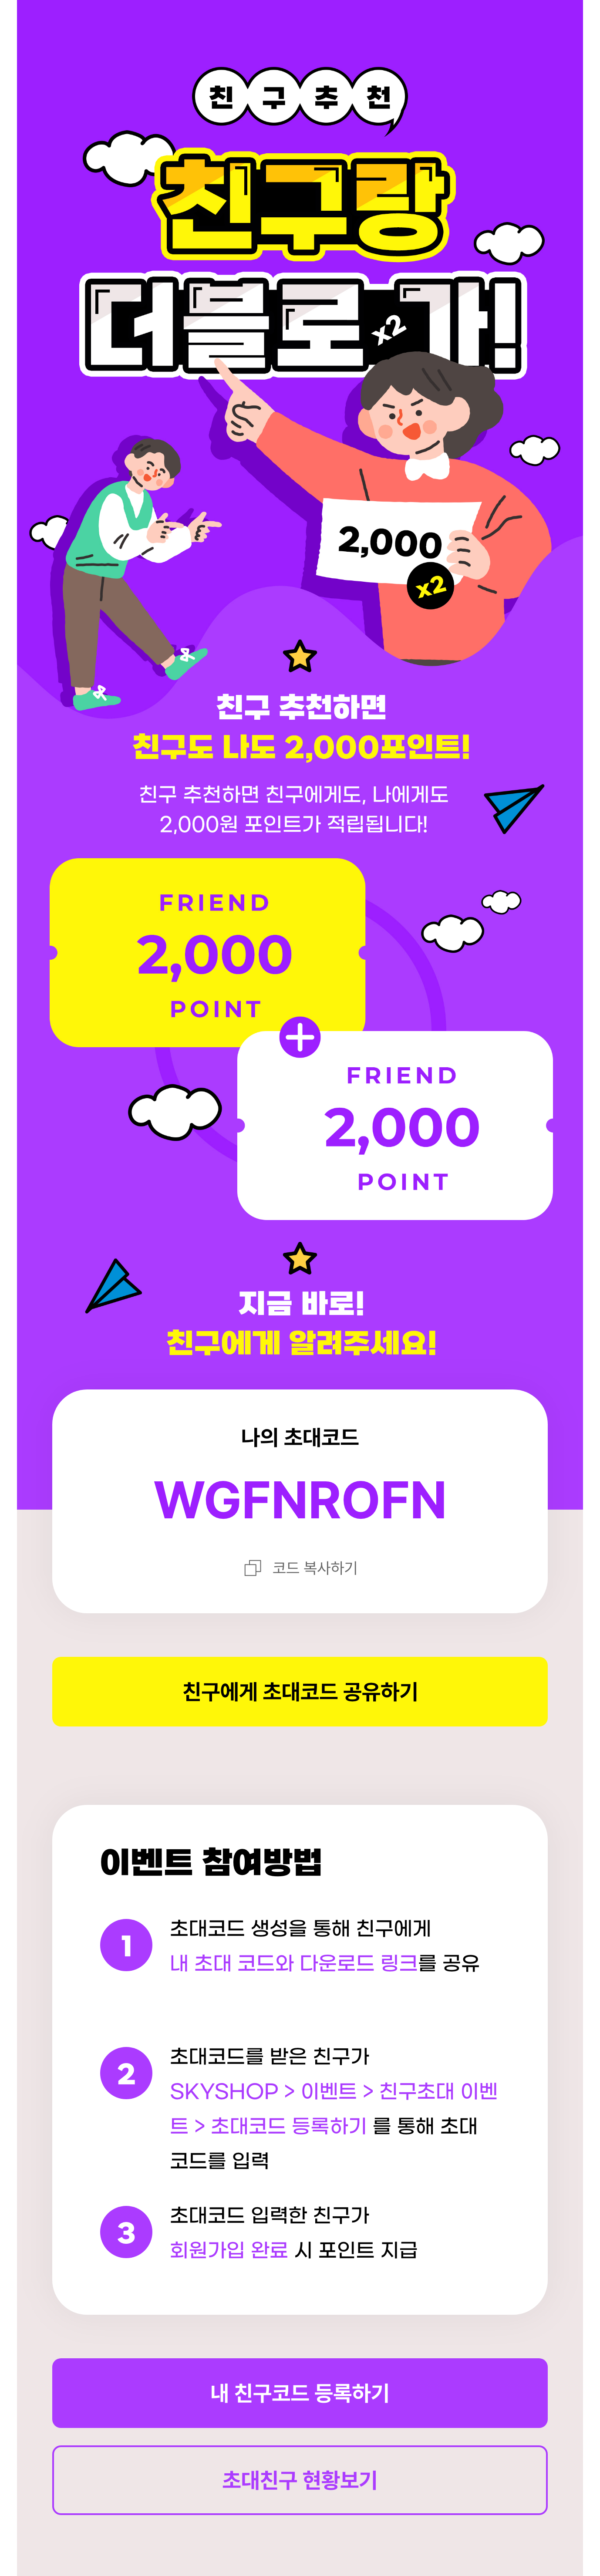 친구추천
친구랑
더블로 가!
x2
2,000
x2
친구 추천하면
친구도 나도 2,000포인트!
친구 추천하면 친구에게도, 나에게도
2,000원 포인트가 적립됩니다!
FRIEND
2,000
POINT
FRIEND
2,000
POINT
지금 바로!
친구에게 알려주세요!
나의 초대코드
WGFNROFN
코드 복사하기
친구에게 초대코드 공유하기
이벤트 참여방법
1
초대코드 생성을 통해 친구에게
내 초대 코드와 다운로드 링크를 공유
2
초대코드를 받은 친구가
SKYSHOP > 이벤트 > 친구초대 이벤
트 > 초대코드 등록하기 를 통해 초대
코드를 입력
3
초대코드 입력한 친구가
회원가입 완료 시 포인트 지급
내 친구코드 등록하기
초대친구 현황보기